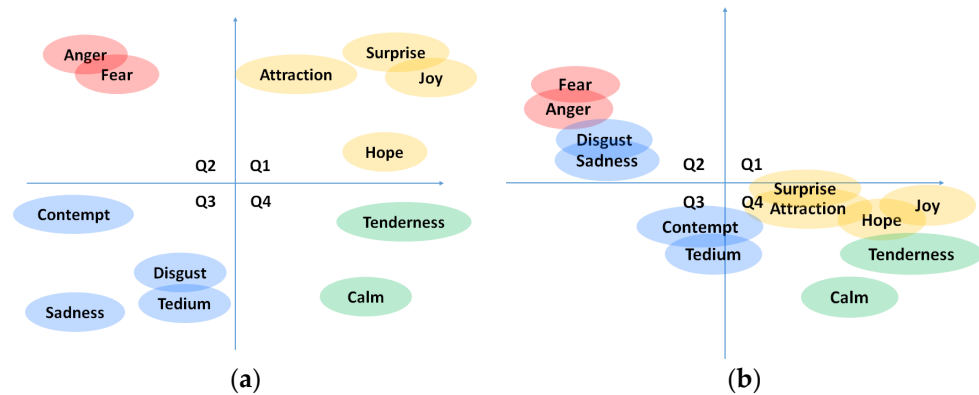 Anger
Fear
Attraction
Surprise
Joy
Hope
Q2 Q1
Q3 Q4
Contempt
Tenderness
Disgust
Tedium
Sadness
Calm
(a)
Fear
Anger
Disgust
Sadness
Q2 Q1
Q3 Q4
Surprise
Attraction
Joy
Hope
Contempt
Tedium
Tenderness
Calm
(b)